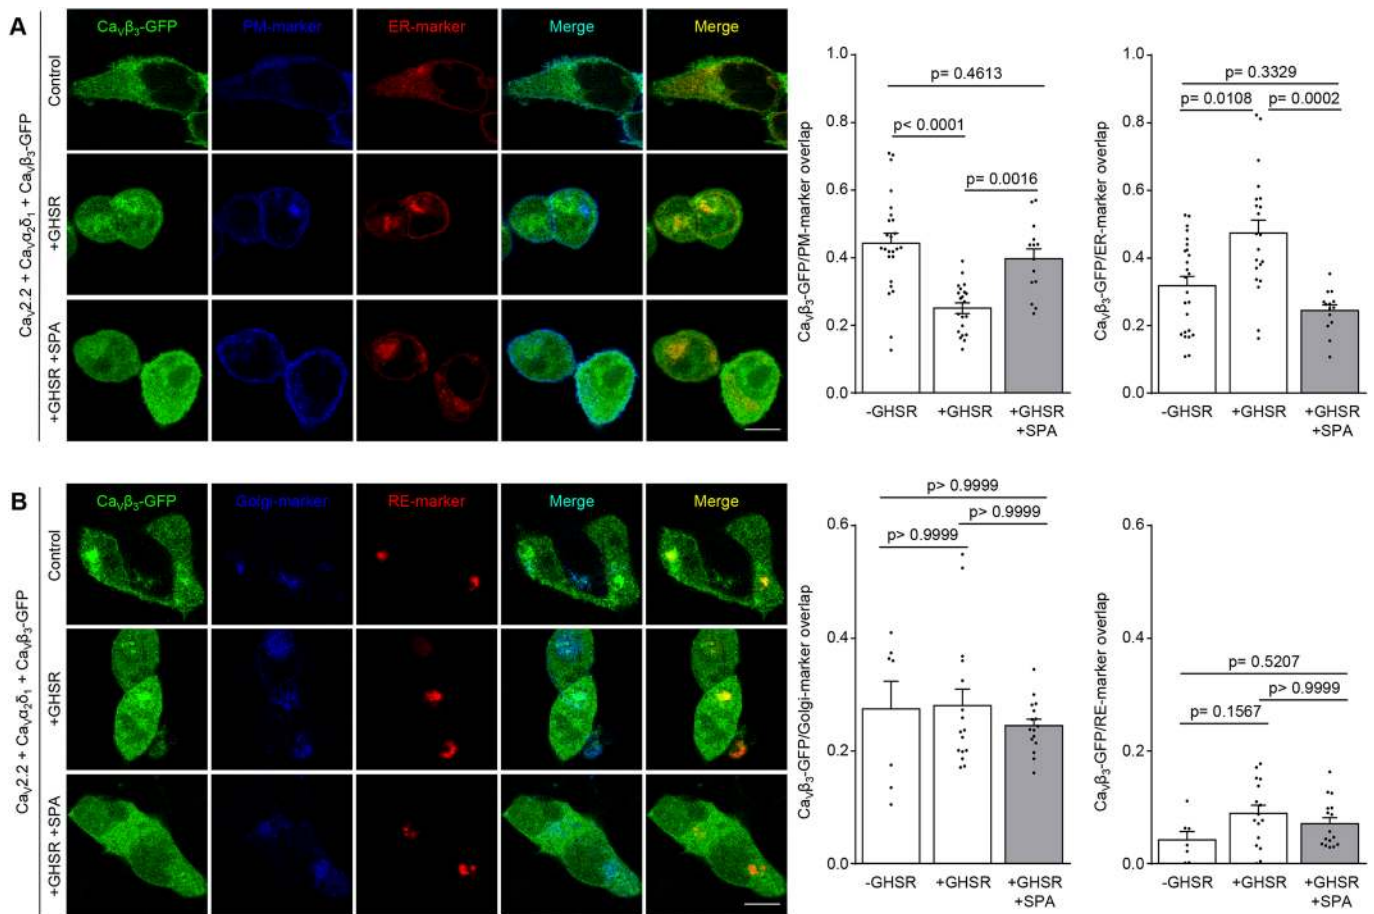 A
CaVβ3-GFP PM-marker ER-marker Merge Merge
CaV2.2 + CaVα2δ1 + CaVβ3-GFP
Control
+GHSR
+GHSR +SPA
CaVβ3-GFP/PM-marker overlap
1.0
0.8
0.6
0.4
0.2
0.0
p= 0.4613
p< 0.0001
p= 0.0016
-GHSR +GHSR +GHSR
+SPA
CaVβ3-GFP/ER-marker overlap
1.0
0.8
0.6
0.4
0.2
0.0
p= 0.3329
p= 0.0108 p= 0.0002
-GHSR +GHSR +GHSR
+SPA
B
CaVβ3-GFP Golgi-marker RE-marker Merge Merge
CaV2.2 + CaVα2δ1 + CaVβ3-GFP
Control
+GHSR
+GHSR +SPA
CaVβ3-GFP/Golgi-marker overlap
0.6
0.4
0.2
0.0
p> 0.9999
p> 0.9999
p> 0.9999
-GHSR +GHSR +GHSR
+SPA
CaVβ3-GFP/RE-marker overlap
0.6
0.4
0.2
0.0
p= 0.5207
p> 0.9999
p= 0.1567
-GHSR +GHSR +GHSR
+SPA